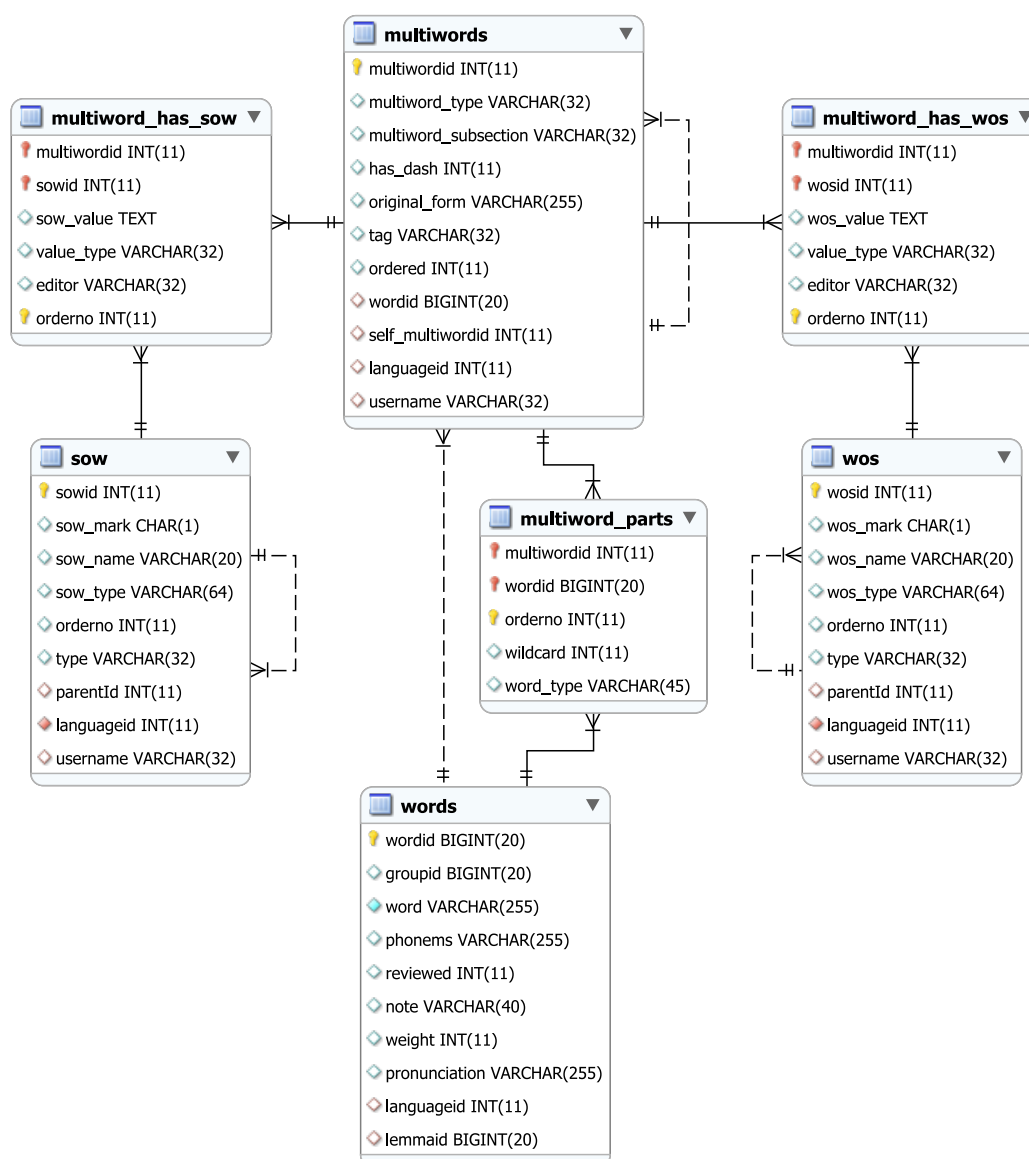 multiwords
multiwordid INT(11)
multiword_type VARCHAR(32)
multiword_subsection VARCHAR(32)
has_dash INT(11)
original_form VARCHAR(255)
tag VARCHAR(32)
ordered INT(11)
wordid BIGINT(20)
self_multiwordid INT(11)
languageid INT(11)
username VARCHAR(32)
multiword_has_sow
multiwordid INT(11)
sowid INT(11)
sow_value TEXT
value_type VARCHAR(32)
editor VARCHAR(32)
orderno INT(11)
multiword_has_wos
multiwordid INT(11)
wosid INT(11)
wos_value TEXT
value_type VARCHAR(32)
editor VARCHAR(32)
orderno INT(11)
sow
sowid INT(11)
sow_mark CHAR(1)
sow_name VARCHAR(20)
sow_type VARCHAR(64)
orderno INT(11)
type VARCHAR(32)
parentId INT(11)
languageid INT(11)
username VARCHAR(32)
multiword_parts
multiwordid INT(11)
wordid BIGINT(20)
orderno INT(11)
wildcard INT(11)
word_type VARCHAR(45)
wos
wosid INT(11)
wos_mark CHAR(1)
wos_name VARCHAR(20)
wos_type VARCHAR(64)
orderno INT(11)
type VARCHAR(32)
parentId INT(11)
languageid INT(11)
username VARCHAR(32)
words
wordid BIGINT(20)
groupid BIGINT(20)
word VARCHAR(255)
phonems VARCHAR(255)
reviewed INT(11)
note VARCHAR(40)
weight INT(11)
pronunciation VARCHAR(255)
languageid INT(11)
lemmaid BIGINT(20)